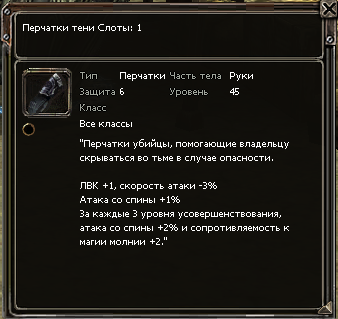 Перчатки тени Слоты: 1
Тип Перчатки Часть тела Руки
Защита 6 Уровень 45
Класс
Все классы
"Перчатки убийцы, помогающие владельцу
скрываться во тьме в случае опасности.
ЛВК +1, скорость атаки -3%
Атака со спины +1%
За каждые 3 уровня усовершенствования,
атака со спины +2% и сопротивляемость к
магии молнии +2."